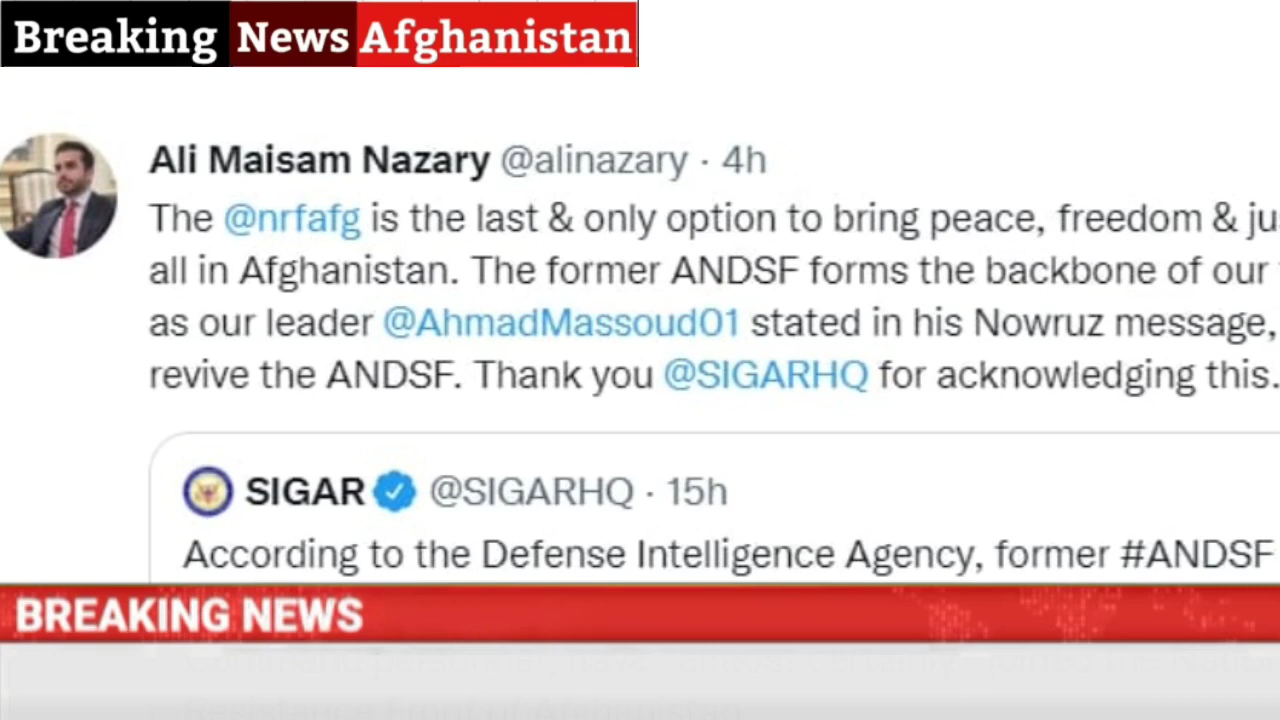 Breaking News Afghanistan
Ali Maisam Nazary @alinazary · 4h
The @nrfafg is the last & only option to bring peace, freedom &
all in Afghanistan. The former ANDSF forms the backbone of our
as our leader @AhmadMassoud01 stated in his Nowruz message,
revive the ANDSF. Thank you @SIGARHQ for acknowledging this.
SIGAR @SIGARHQ · 15h
According to the Defense Intelligence Agency, former #ANDSF
BREAKING NEWS